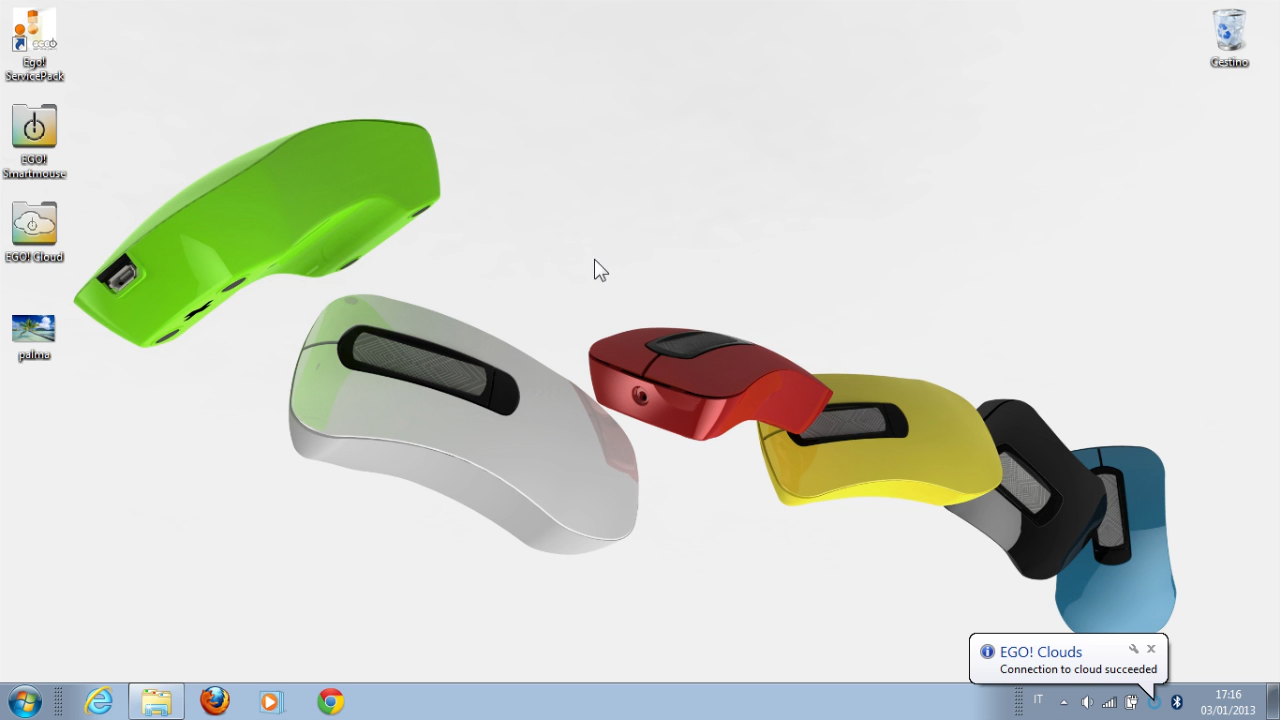 Ego!
ServicePack
Cestino
EGO!
Smartmouse
EGO! Cloud
palma
EGO! Clouds
Connection to cloud succeeded
IT
17:16
03/01/2013